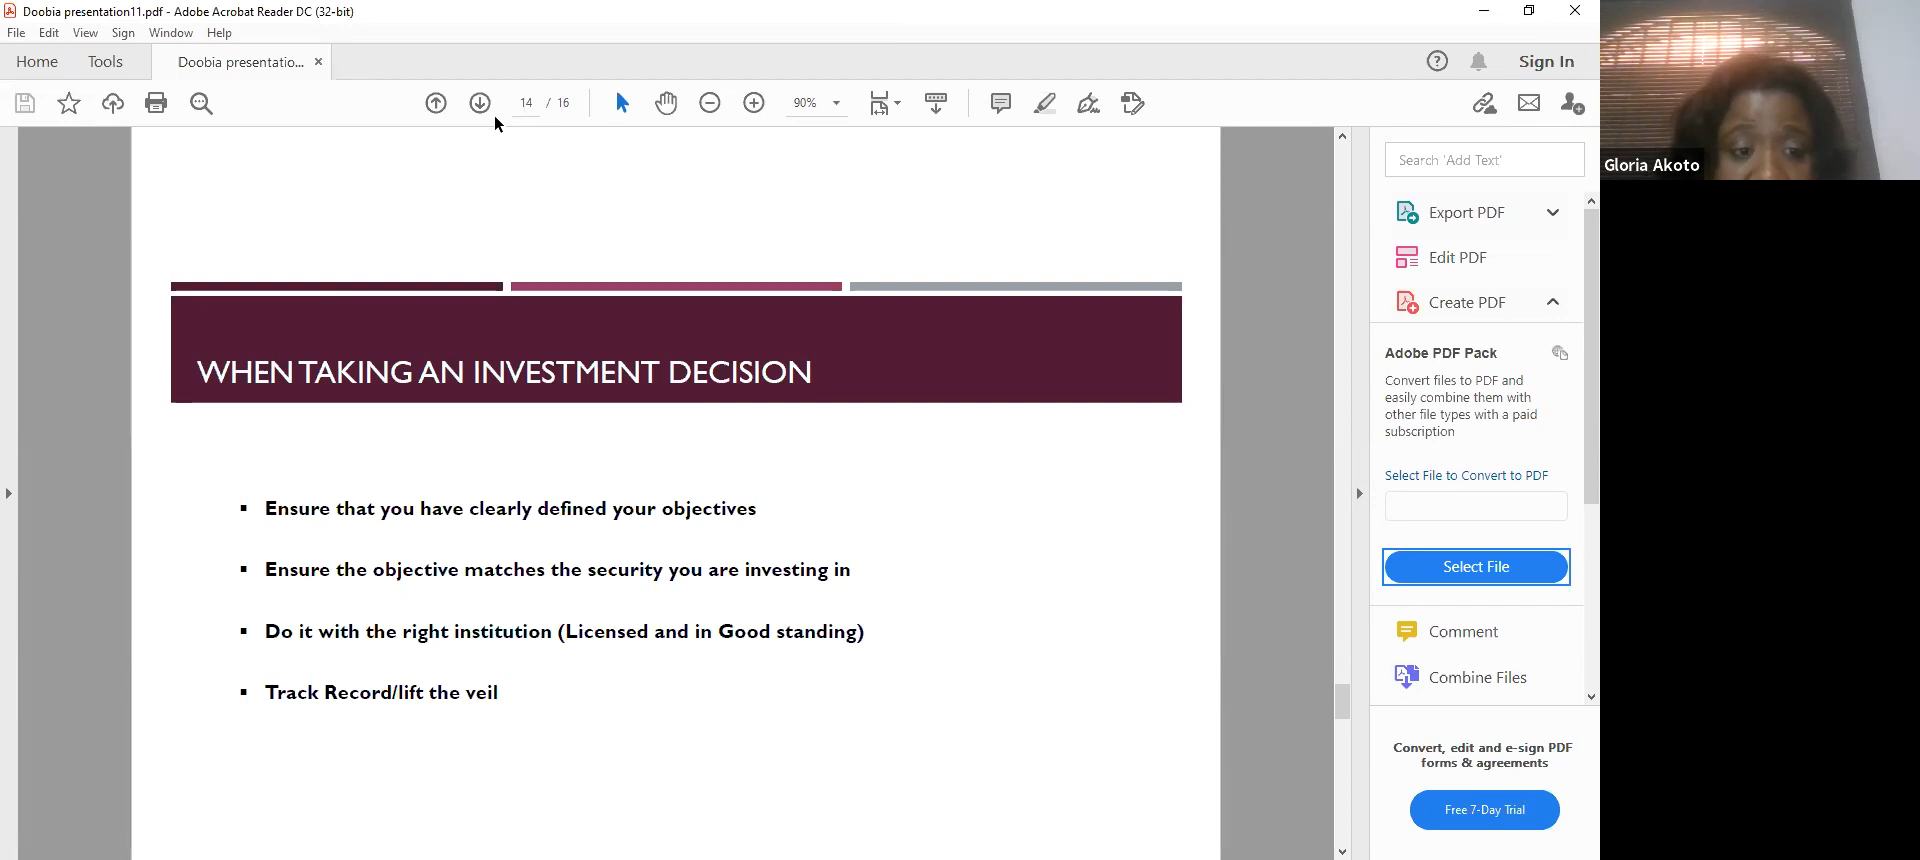 Doobia presentation11.pdf - Adobe Acrobat Reader DC (32-bit)
File Edit View Sign Window Help
Home Tools Doobia presentatio... × Sign In
14 / 16 90%
Search 'Add Text'
Gloria Akoto
Export PDF
Edit PDF
Create PDF
Adobe PDF Pack
Convert files to PDF and
easily combine them with
other file types with a paid
subscription
Select File to Convert to PDF
Select File
Comment
Combine Files
Convert, edit and e-sign PDF
forms & agreements
Free 7-Day Trial
WHEN TAKING AN INVESTMENT DECISION
▪ Ensure that you have clearly defined your objectives
▪ Ensure the objective matches the security you are investing in
▪ Do it with the right institution (Licensed and in Good standing)
▪ Track Record/lift the veil